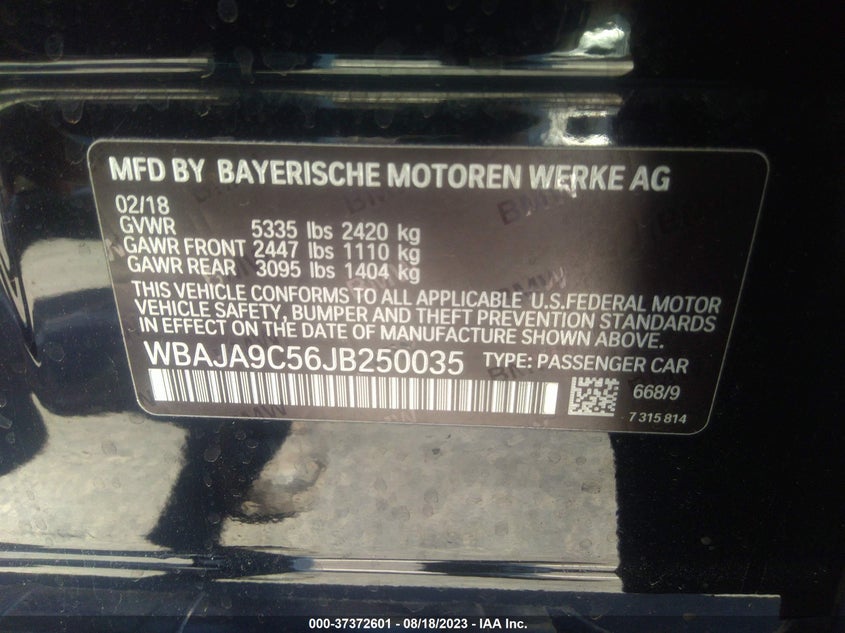 MFD BY BAYERISCHE MOTOREN WERKE AG
02/18
GVWR 5335 lbs 2420 kg
GAWR FRONT 2447 lbs 1110 kg
GAWR REAR 3095 lbs 1404 kg
THIS VEHICLE CONFORMS TO ALL APPLICABLE U.S.FEDERAL MOTOR
VEHICLE SAFETY, BUMPER AND THEFT PREVENTION STANDARDS
IN EFFECT ON THE DATE OF MANUFACTURE SHOWN ABOVE.
WBAJA9C56JB250035 TYPE: PASSENGER CAR
668/9
7 315 814
000-37372601 - 08/18/2023 - IAA Inc.